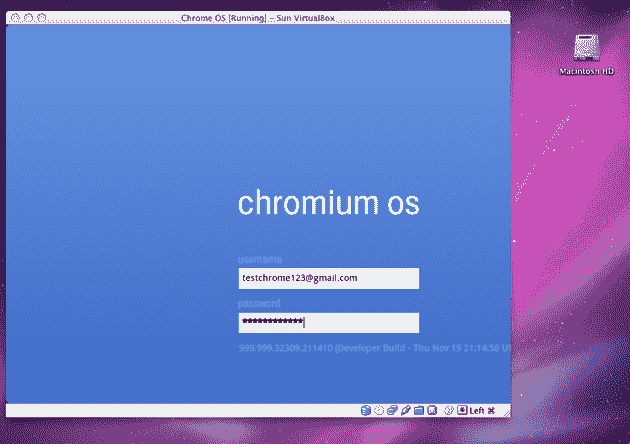 Chrome OS [Running] – Sun VirtualBox
Macintosh HD
chromium os
username
testchrome123@gmail.com
password
************
999.999.32309.211410 (Developer Build - Thu Nov 19 21:14:58 U
Left ⌘